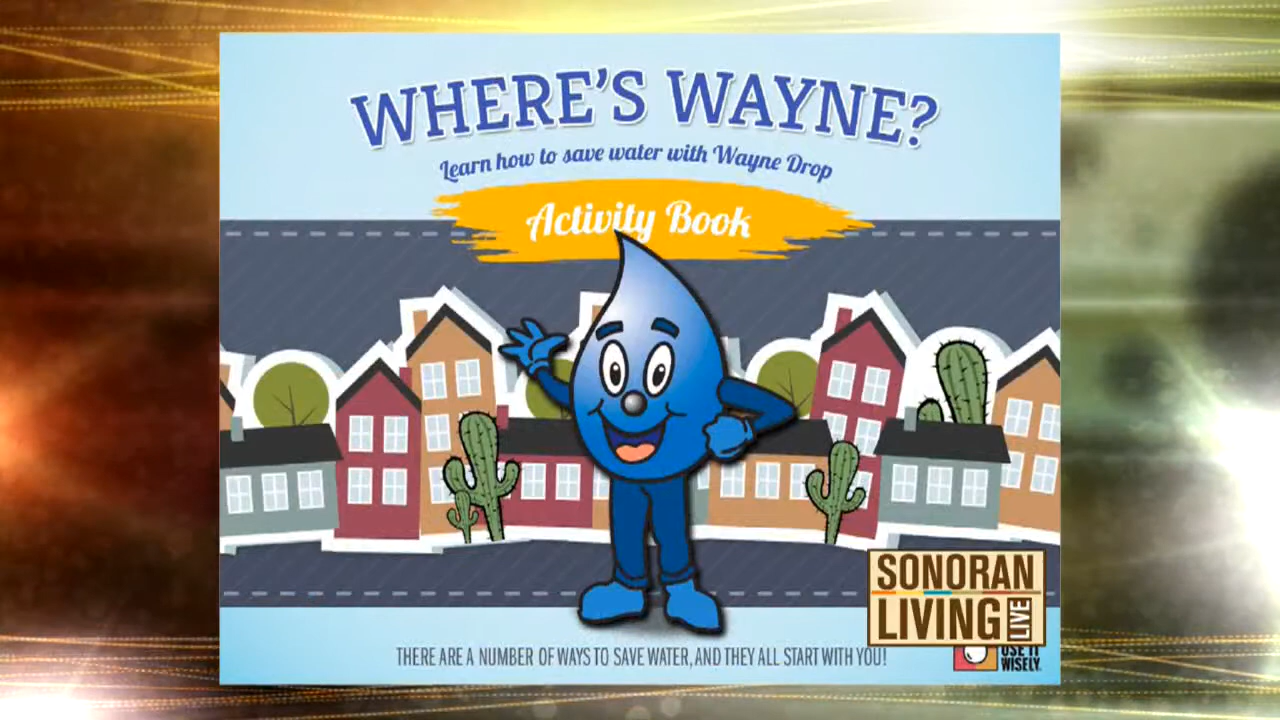 WHERE'S WAYNE?
Learn how to save water with Wayne Drop
Activity Book
SONORAN
LIVING
LIVE
USE IT
WISELY
THERE ARE A NUMBER OF WAYS TO SAVE WATER, AND THEY ALL START WITH YOU!